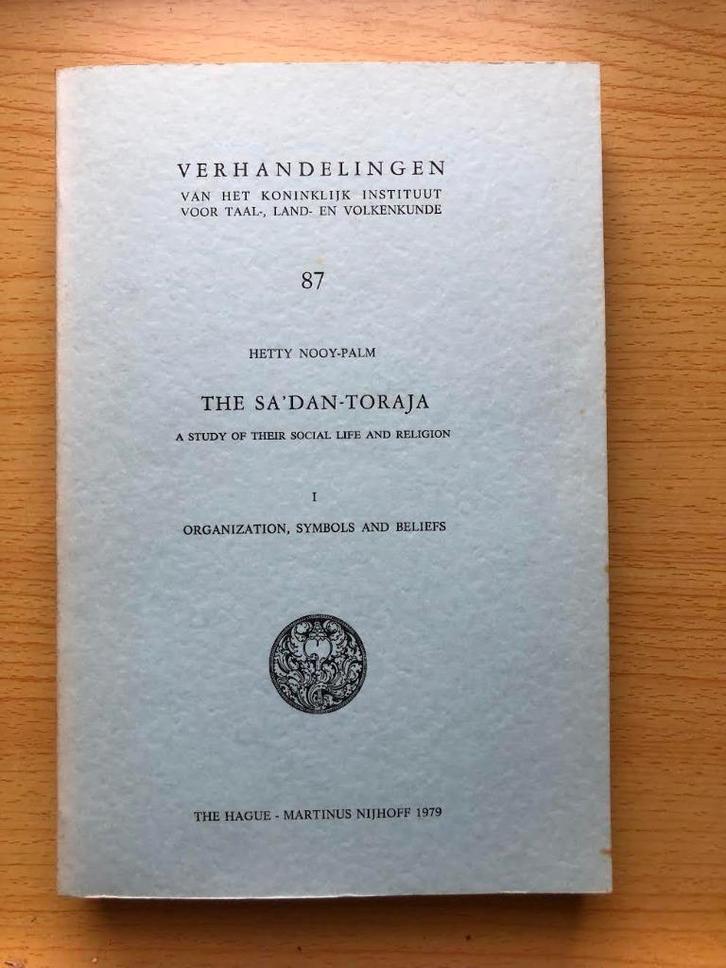 VERHANDELINGEN
VAN HET KONINKLIJK INSTITUUT
VOOR TAAL-, LAND- EN VOLKENKUNDE
87
HETTY NOOY-PALM
THE SA'DAN-TORAJA
A STUDY OF THEIR SOCIAL LIFE AND RELIGION
I
ORGANIZATION, SYMBOLS AND BELIEFS
THE HAGUE - MARTINUS NIJHOFF 1979